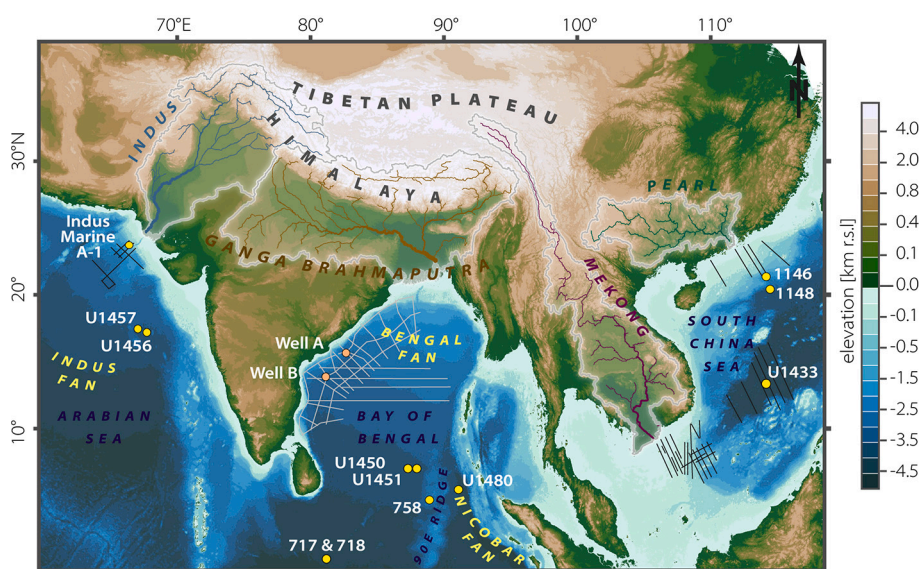 70°E 80° 90° 100° 110°
30°N
20°
10°
N
TIBETAN PLATEAU
HIMALAYA
INDUS
PEARL
GANGA BRAHMAPUTRA
MEKONG
Indus
Marine
A-1
U1457
U1456
INDUS
FAN
ARABIAN
SEA
Well A
Well B
BENGAL
FAN
BAY OF
BENGAL
U1450
U1451
758
U1480
90E RIDGE
NICOBAR
FAN
717 & 718
1146
1148
SOUTH
CHINA
SEA
U1433
elevation [km r.s.l]
4.0
2.0
0.8
0.4
0.1
0.0
-0.1
-0.5
-1.5
-2.5
-3.5
-4.5